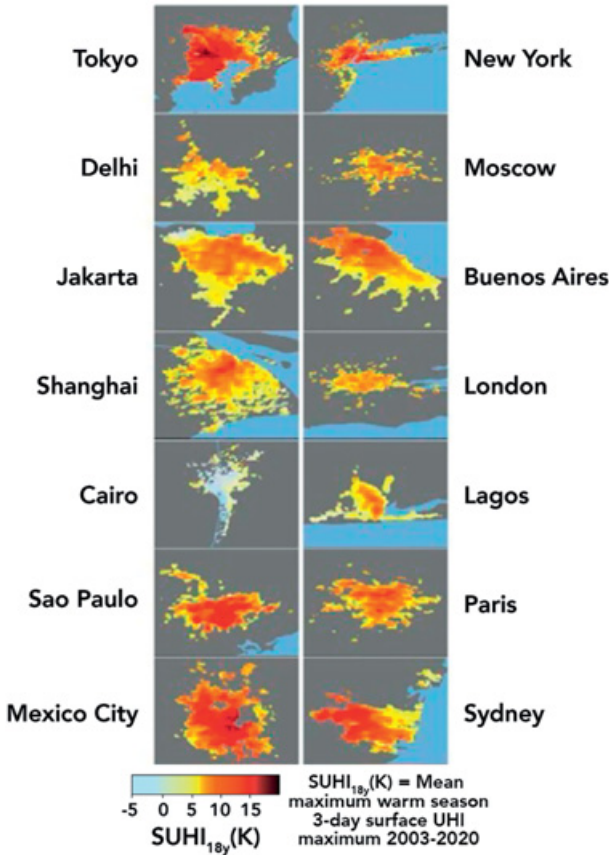 Tokyo
New York
Delhi
Moscow
Jakarta
Buenos Aires
Shanghai
London
Cairo
Lagos
Sao Paulo
Paris
Mexico City
Sydney
-5 0 5 10 15
SUHI18y(K)
SUHI18y(K) = Mean
maximum warm season
3-day surface UHI
maximum 2003-2020